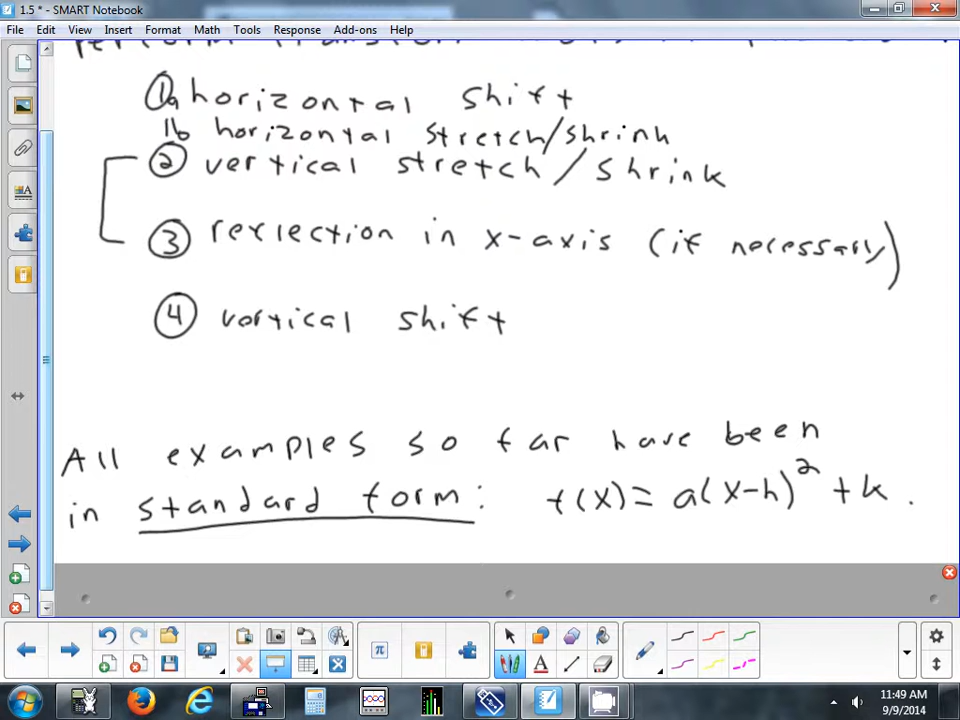 1.5 * - SMART Notebook
File Edit View Insert Format Math Tools Response Add-ons Help
1a horizontal shift
1b horizontal stretch/shrink
2 vertical stretch / shrink
3 reflection in x-axis (if necessary)
4 vertical shift
All examples so far have been
in standard form: f(x) = a(x-h)² + k.
11:49 AM
9/9/2014